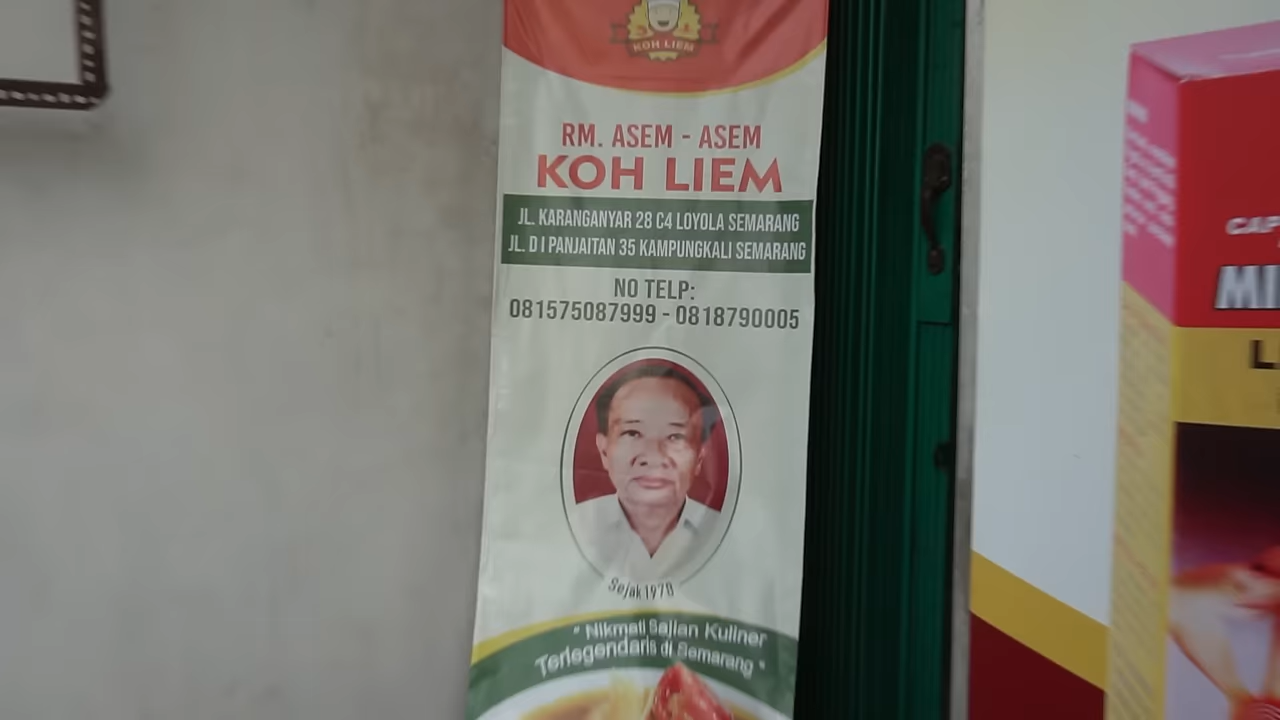 KOH LIEM
RM. ASEM - ASEM
KOH LIEM
JL. KARANGANYAR 28 C4 LOYOLA SEMARANG
JL. D I PANJAITAN 35 KAMPUNGKALI SEMARANG
NO TELP:
081575087999 - 0818790005
Sejak 1970
" Nikmati Sajian Kuliner
Terlegendaris di Semarang "